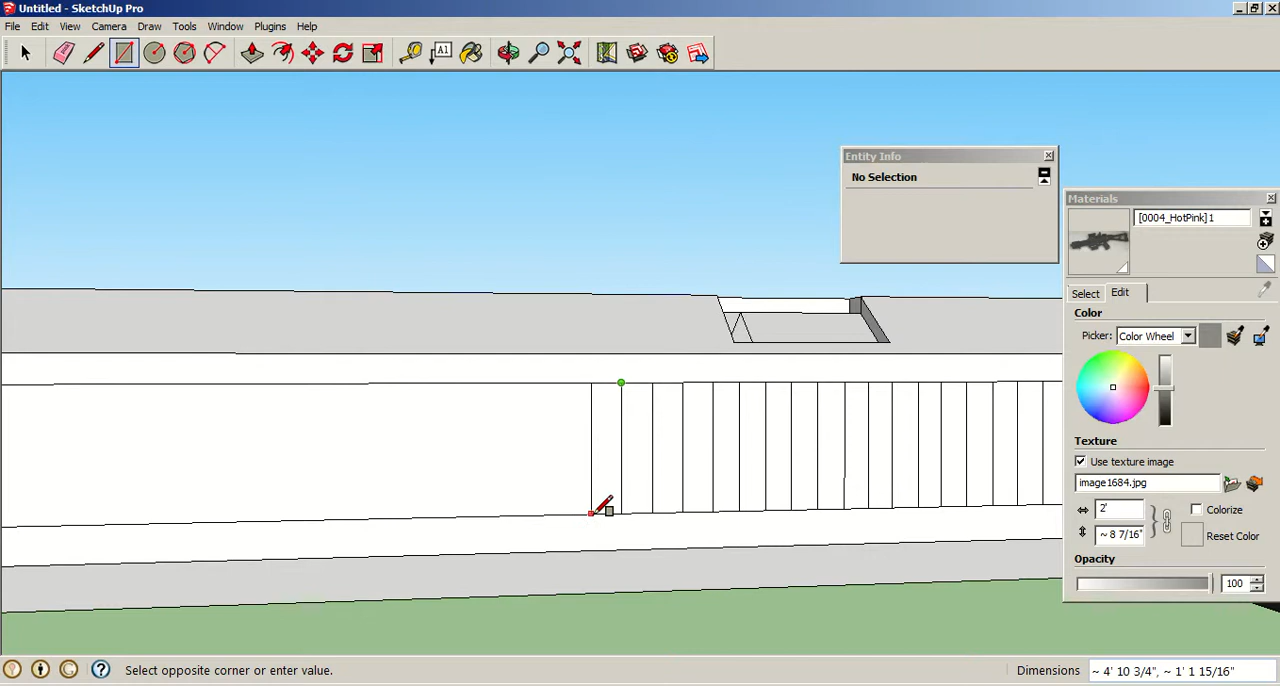 Untitled - SketchUp Pro
File Edit View Camera Draw Tools Window Plugins Help
A1
Entity Info
No Selection
Materials
[0004_HotPink]1
Select Edit
Color
Picker: Color Wheel
Texture
Use texture image
image1684.jpg
2' Colorize
~ 8 7/16" Reset Color
Opacity
100
Select opposite corner or enter value. Dimensions ~ 4' 10 3/4", ~ 1' 1 15/16"